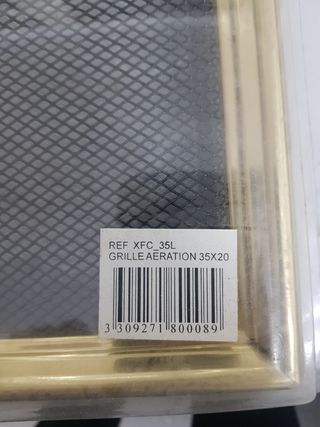 REF XFC_35L
GRILLE AERATION 35X20
3 309271 800089